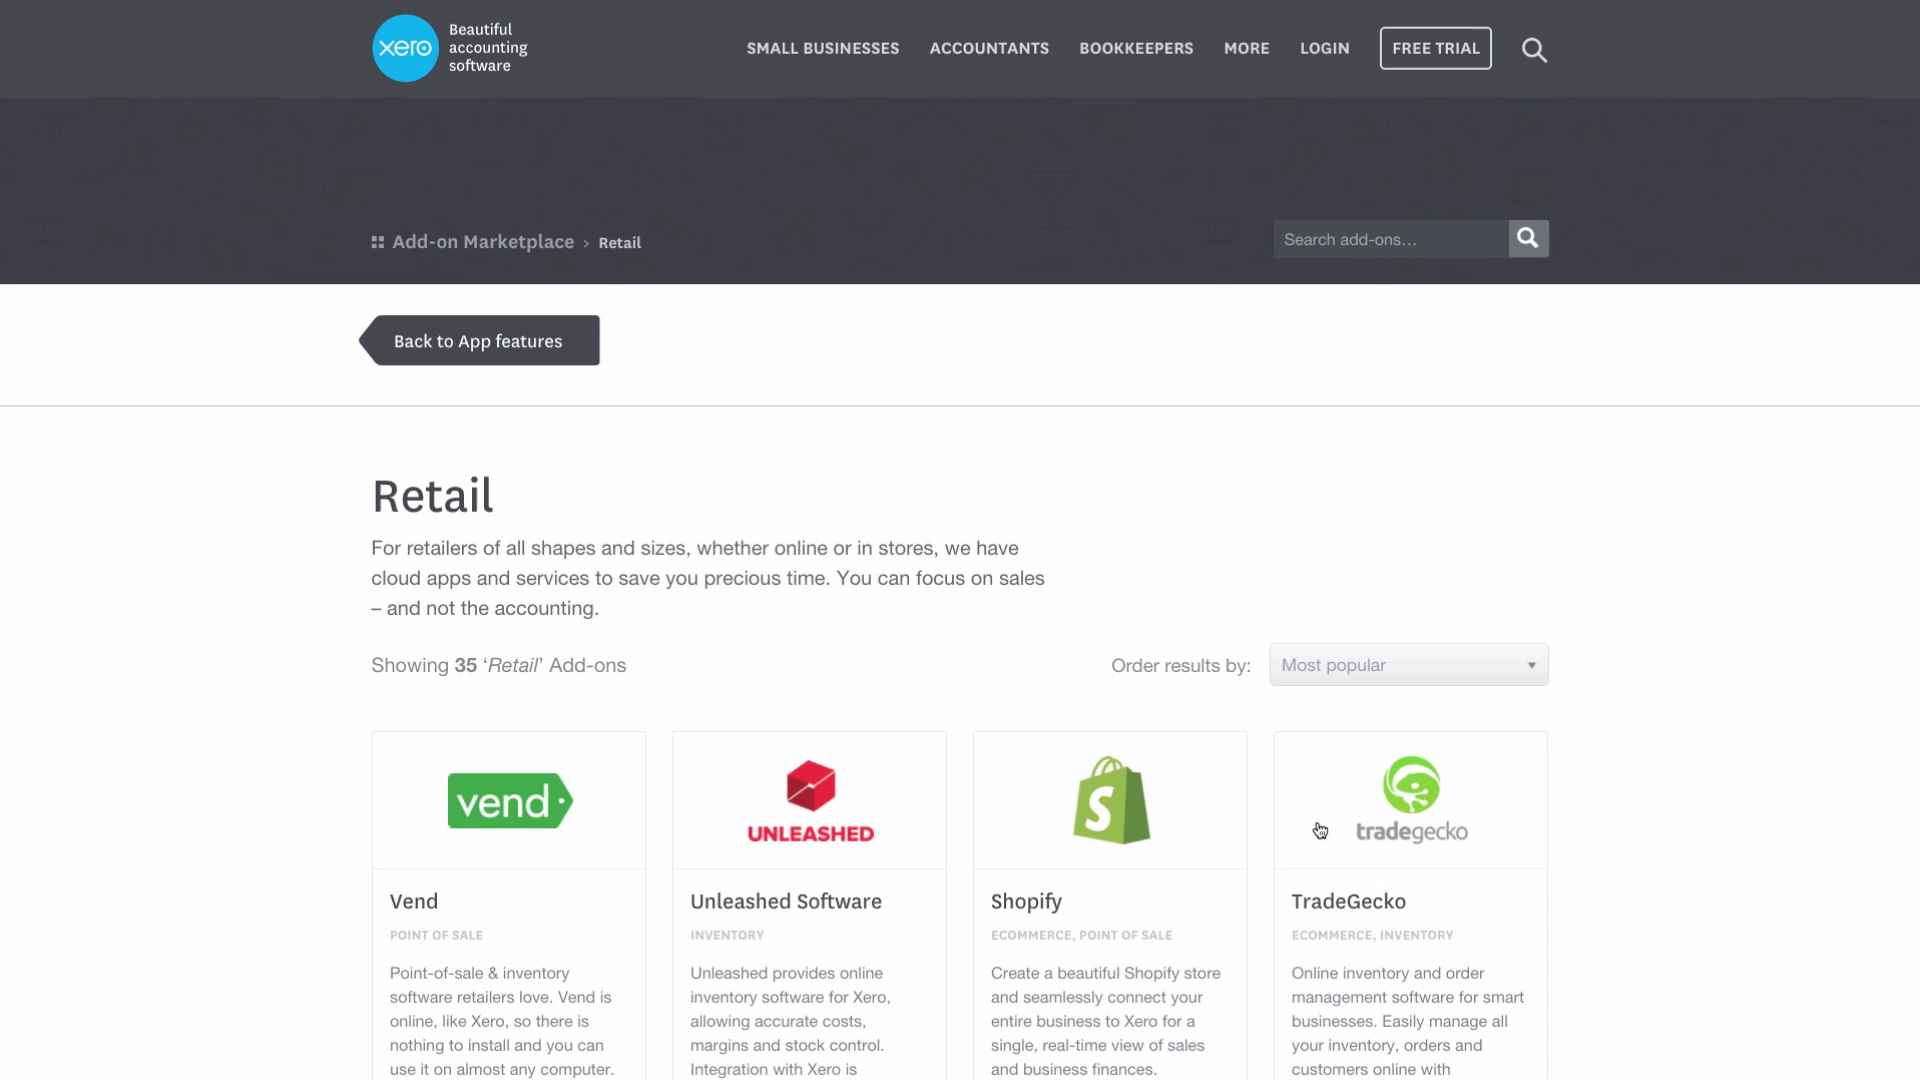 xero
Beautiful
accounting
software
SMALL BUSINESSES ACCOUNTANTS BOOKKEEPERS MORE LOGIN FREE TRIAL
Add-on Marketplace › Retail
Search add-ons...
Back to App features
Retail
For retailers of all shapes and sizes, whether online or in stores, we have
cloud apps and services to save you precious time. You can focus on sales
– and not the accounting.
Showing 35 ‘Retail’ Add-ons
Order results by: Most popular
vend
Vend
POINT OF SALE
Point-of-sale & inventory
software retailers love. Vend is
online, like Xero, so there is
nothing to install and you can
use it on almost any computer.
UNLEASHED
Unleashed Software
INVENTORY
Unleashed provides online
inventory software for Xero,
allowing accurate costs,
margins and stock control.
Integration with Xero is
S
Shopify
ECOMMERCE, POINT OF SALE
Create a beautiful Shopify store
and seamlessly connect your
entire business to Xero for a
single, real-time view of sales
and business finances.
tradegecko
TradeGecko
ECOMMERCE, INVENTORY
Online inventory and order
management software for smart
businesses. Easily manage all
your inventory, orders and
customers online with